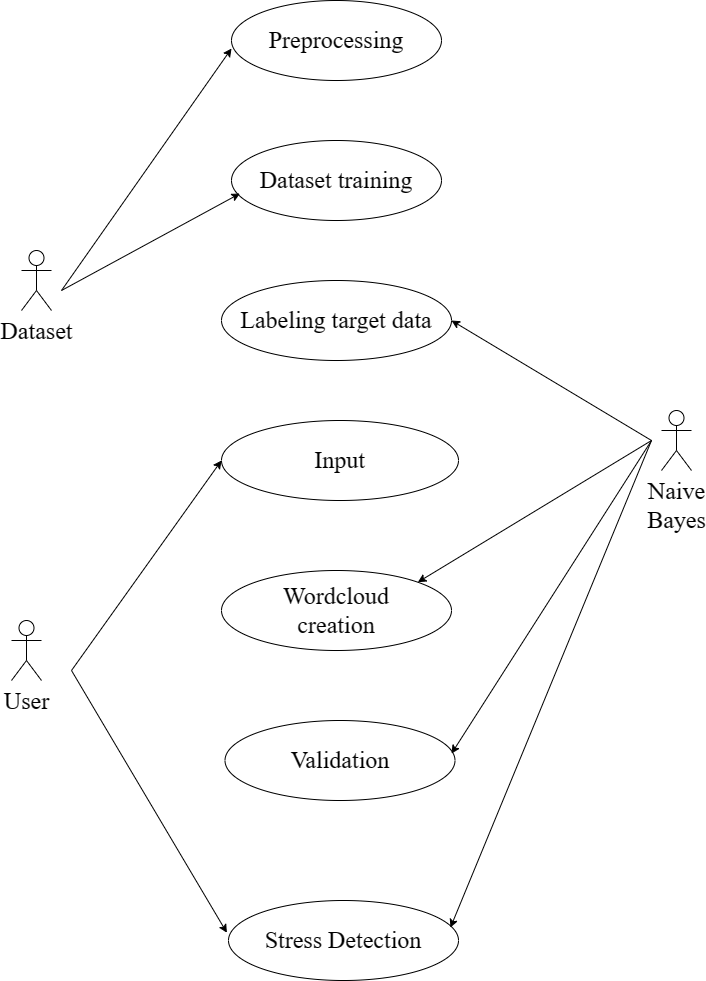 Preprocessing
Dataset training
Dataset
Labeling target data
Input
Naive
Bayes
Wordcloud
creation
User
Validation
Stress Detection